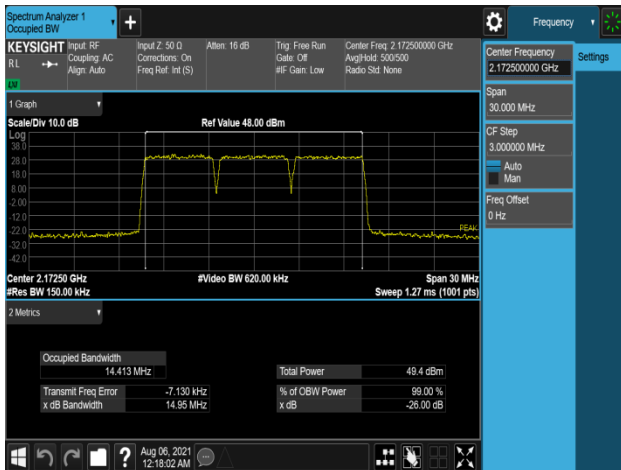 Spectrum Analyzer 1
Occupied BW
+
Frequency
KEYSIGHT Input: RF Input Z: 50 Ω Atten: 16 dB Trig: Free Run Center Freq: 2.172500000 GHz
RL Coupling: AC Corrections: On Gate: Off Avg|Hold: 500/500
Align: Auto Freq Ref: Int (S) #IF Gain: Low Radio Std: None
Center Frequency
2.172500000 GHz
Settings
Span
30.000 MHz
CF Step
3.000000 MHz
Auto
Man
Freq Offset
0 Hz
1 Graph
Scale/Div 10.0 dB Ref Value 48.00 dBm
Log
38.0
28.0
18.0
8.00
-2.00
-12.0
-22.0
-32.0
-42.0
PEAK
Center 2.17250 GHz #Video BW 620.00 kHz Span 30 MHz
#Res BW 150.00 kHz Sweep 1.27 ms (1001 pts)
2 Metrics
Occupied Bandwidth
14.413 MHz Total Power 49.4 dBm
Transmit Freq Error -7.130 kHz % of OBW Power 99.00 %
x dB Bandwidth 14.95 MHz x dB -26.00 dB
? Aug 06, 2021
12:18:02 AM